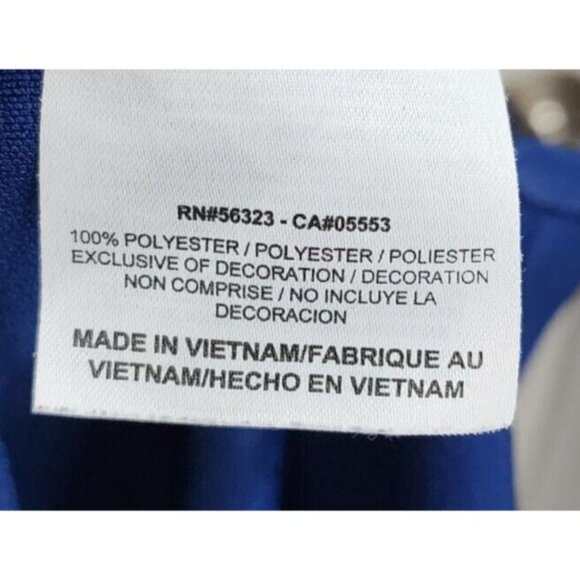 RN#56323 - CA#05553
100% POLYESTER / POLYESTER / POLIESTER
EXCLUSIVE OF DECORATION / DECORATION
NON COMPRISE / NO INCLUYE LA
DECORACION
MADE IN VIETNAM/FABRIQUE AU
VIETNAM/HECHO EN VIETNAM